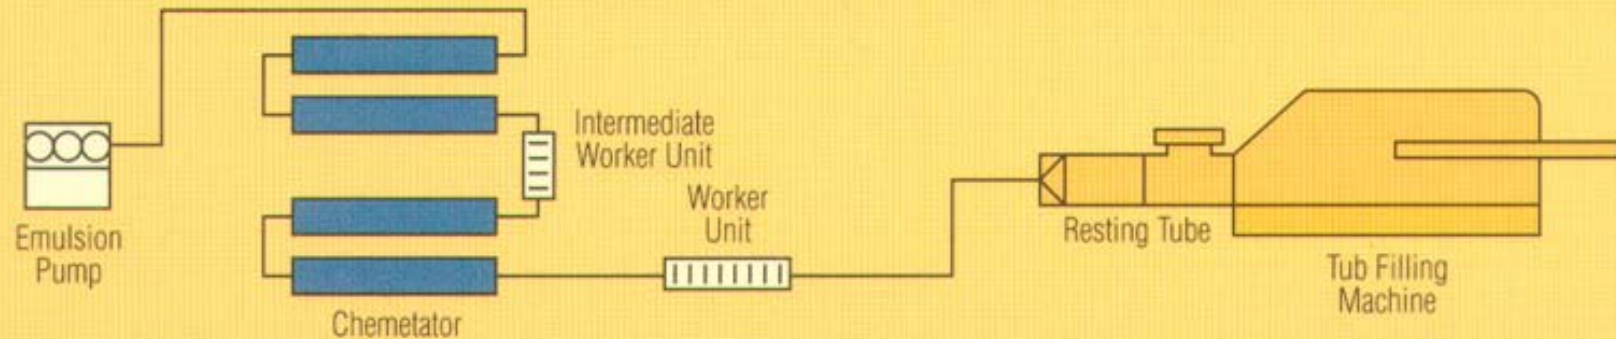 Emulsion
Pump
Chemetator
Intermediate
Worker Unit
Worker
Unit
Resting Tube
Tub Filling
Machine